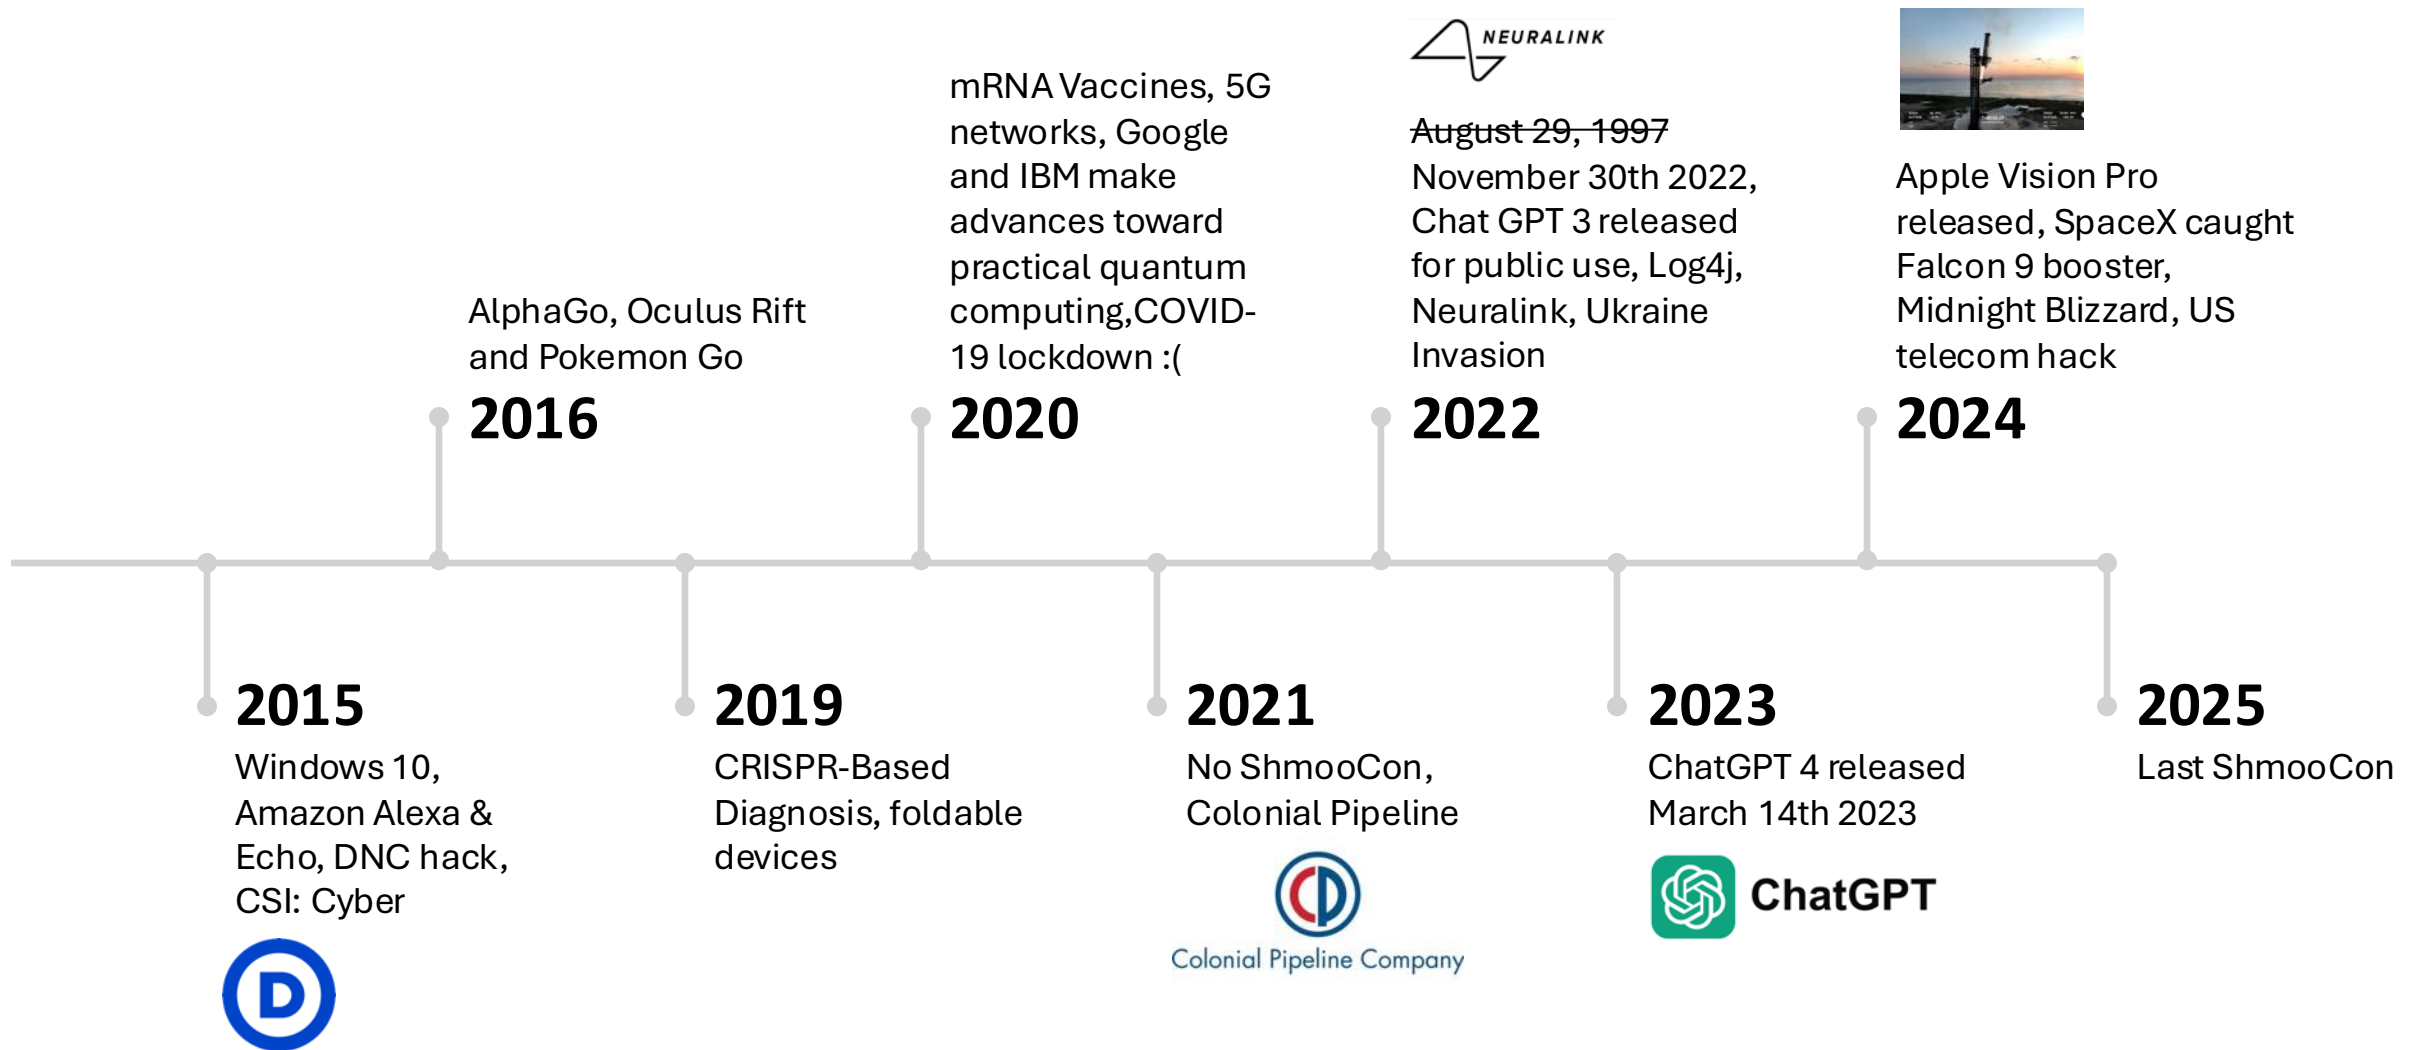 NEURALINK
mRNA Vaccines, 5G
networks, Google
and IBM make
advances toward
practical quantum
computing,COVID-
19 lockdown :(
August 29, 1997
November 30th 2022,
Chat GPT 3 released
for public use, Log4j,
Neuralink, Ukraine
Invasion
Apple Vision Pro
released, SpaceX caught
Falcon 9 booster,
Midnight Blizzard, US
telecom hack
AlphaGo, Oculus Rift
and Pokemon Go
2016
2020
2022
2024
2015
Windows 10,
Amazon Alexa &
Echo, DNC hack,
CSI: Cyber
D
2019
CRISPR-Based
Diagnosis, foldable
devices
2021
No ShmooCon,
Colonial Pipeline
CP
Colonial Pipeline Company
2023
ChatGPT 4 released
March 14th 2023
ChatGPT
2025
Last ShmooCon